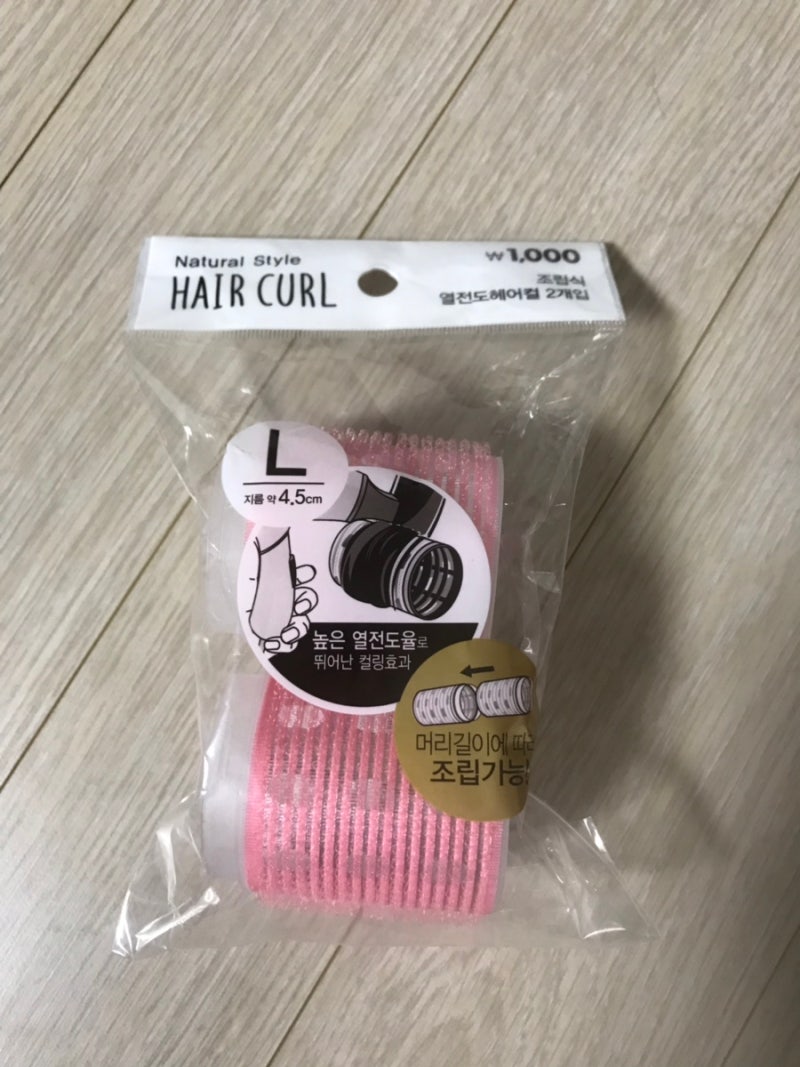 Natural Style
HAIR CURL
₩1,000
조립식
열전도헤어컬 2개입
L
지름 약 4.5cm
높은 열전도율로
뛰어난 컬링효과
머리길이에 따라
조립가능